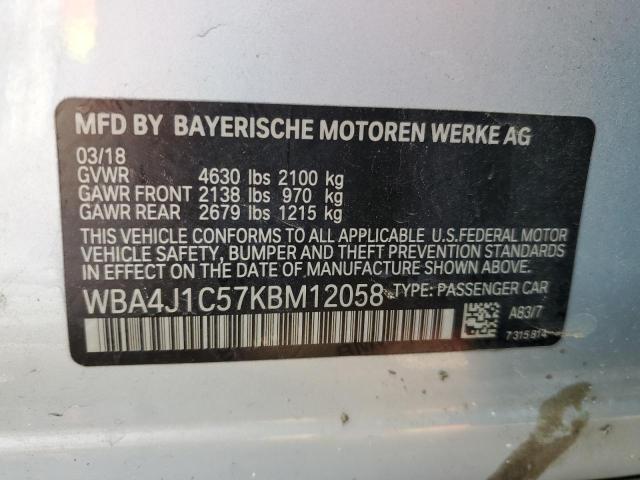 MFD BY BAYERISCHE MOTOREN WERKE AG
03/18
GVWR 4630 lbs 2100 kg
GAWR FRONT 2138 lbs 970 kg
GAWR REAR 2679 lbs 1215 kg
THIS VEHICLE CONFORMS TO ALL APPLICABLE U.S.FEDERAL MOTOR
VEHICLE SAFETY, BUMPER AND THEFT PREVENTION STANDARDS
IN EFFECT ON THE DATE OF MANUFACTURE SHOWN ABOVE.
WBA4J1C57KBM12058 TYPE: PASSENGER CAR
A83/7
7315814